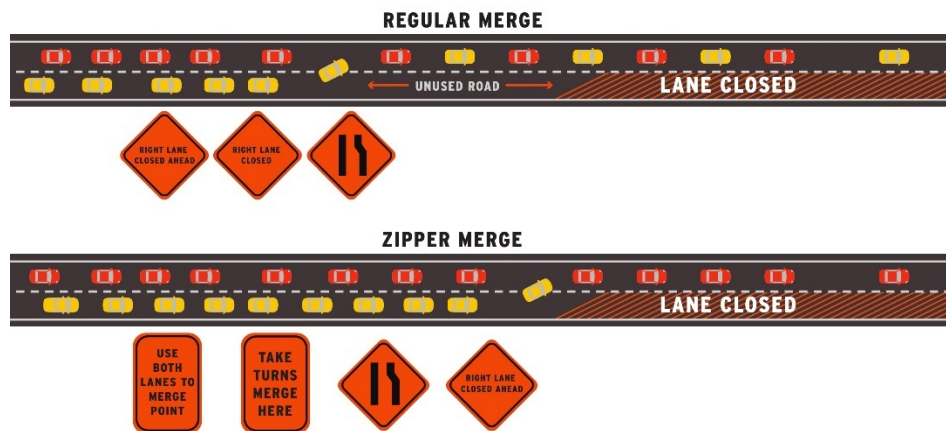 REGULAR MERGE
UNUSED ROAD
LANE CLOSED
RIGHT LANE
CLOSED AHEAD
RIGHT LANE
CLOSED
ZIPPER MERGE
LANE CLOSED
USE
BOTH
LANES TO
MERGE
POINT
TAKE
TURNS
MERGE
HERE
RIGHT LANE
CLOSED AHEAD